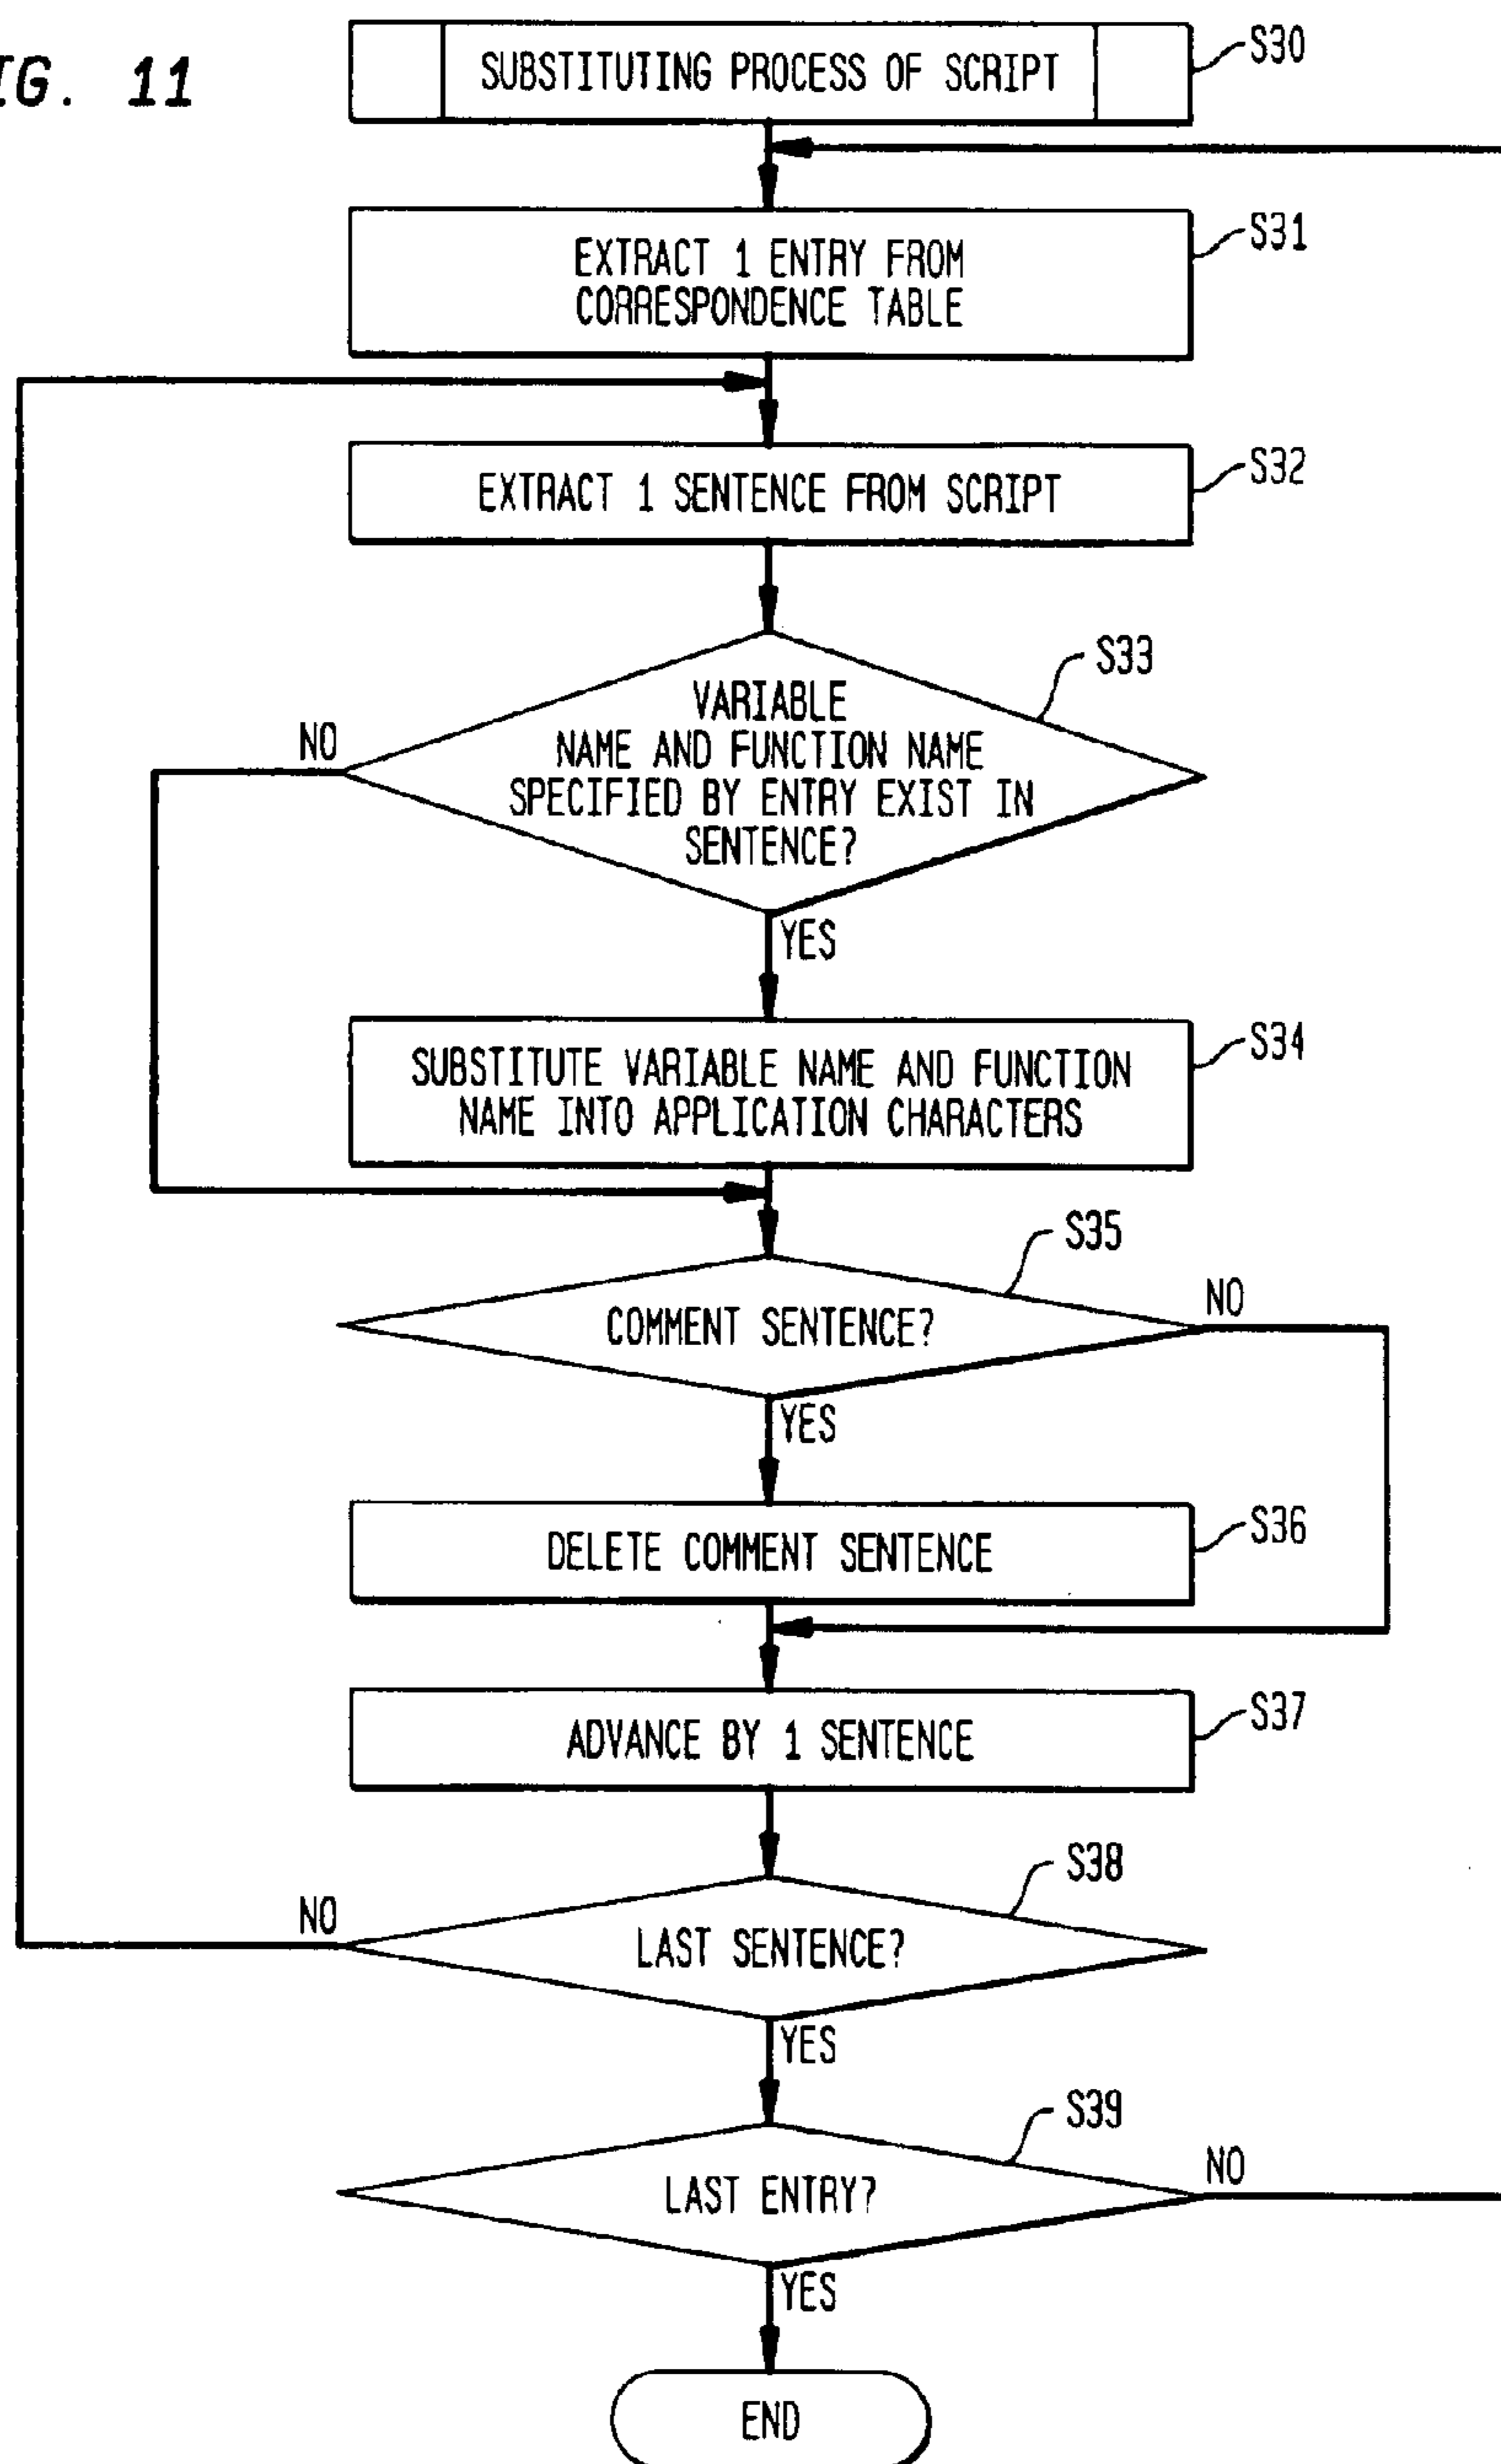 IG. 11
SUBSTITUTING PROCESS OF SCRIPT
S30
EXTRACT 1 ENTRY FROM
CORRESPONDENCE TABLE
S31
EXTRACT 1 SENTENCE FROM SCRIPT
S32
S33
VARIABLE
NAME AND FUNCTION NAME
SPECIFIED BY ENTRY EXIST IN
SENTENCE?
NO
YES
SUBSTITUTE VARIABLE NAME AND FUNCTION
NAME INTO APPLICATION CHARACTERS
S34
S35
COMMENT SENTENCE?
NO
YES
DELETE COMMENT SENTENCE
S36
ADVANCE BY 1 SENTENCE
S37
S38
NO
LAST SENTENCE?
YES
S39
LAST ENTRY?
NO
YES
END